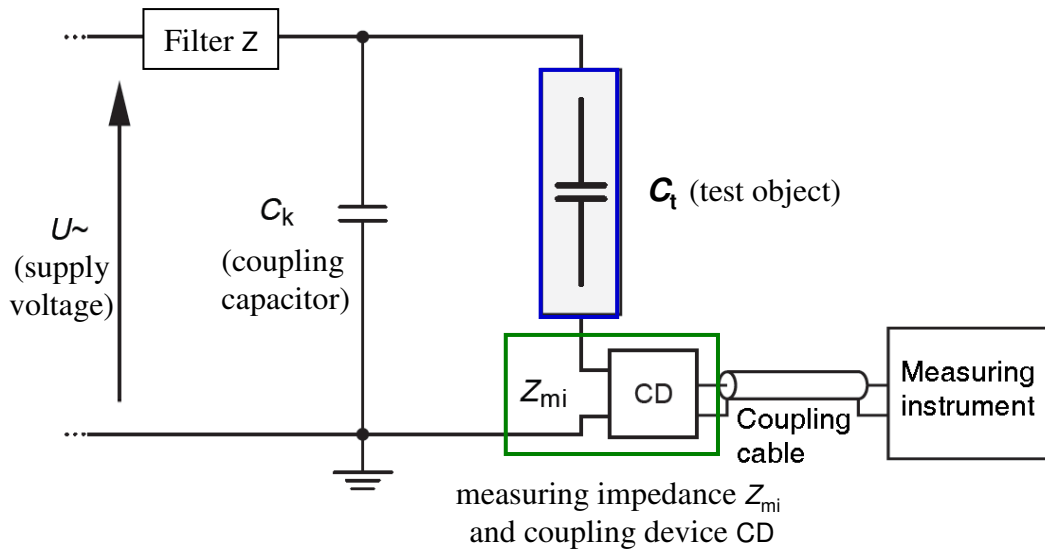 Filter Z
C_t (test object)
C_k
(coupling
capacitor)
U~
(supply
voltage)
Z_mi
CD
Coupling
cable
Measuring
instrument
measuring impedance Z_mi
and coupling device CD